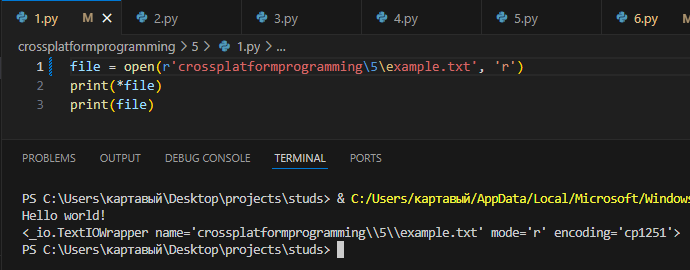 1.py M 2.py 3.py 4.py 5.py 6.py M
crossplatformprogramming > 5 > 1.py > ...
1 file = open(r'crossplatformprogramming\5\example.txt', 'r')
2 print(*file)
3 print(file)
PROBLEMS OUTPUT DEBUG CONSOLE TERMINAL PORTS
PS C:\Users\картавый\Desktop\projects\studs> & C:/Users/картавый/AppData/Local/Microsoft/Windows
Hello world!
<_io.TextIOWrapper name='crossplatformprogramming\\5\\example.txt' mode='r' encoding='cp1251'>
PS C:\Users\картавый\Desktop\projects\studs>